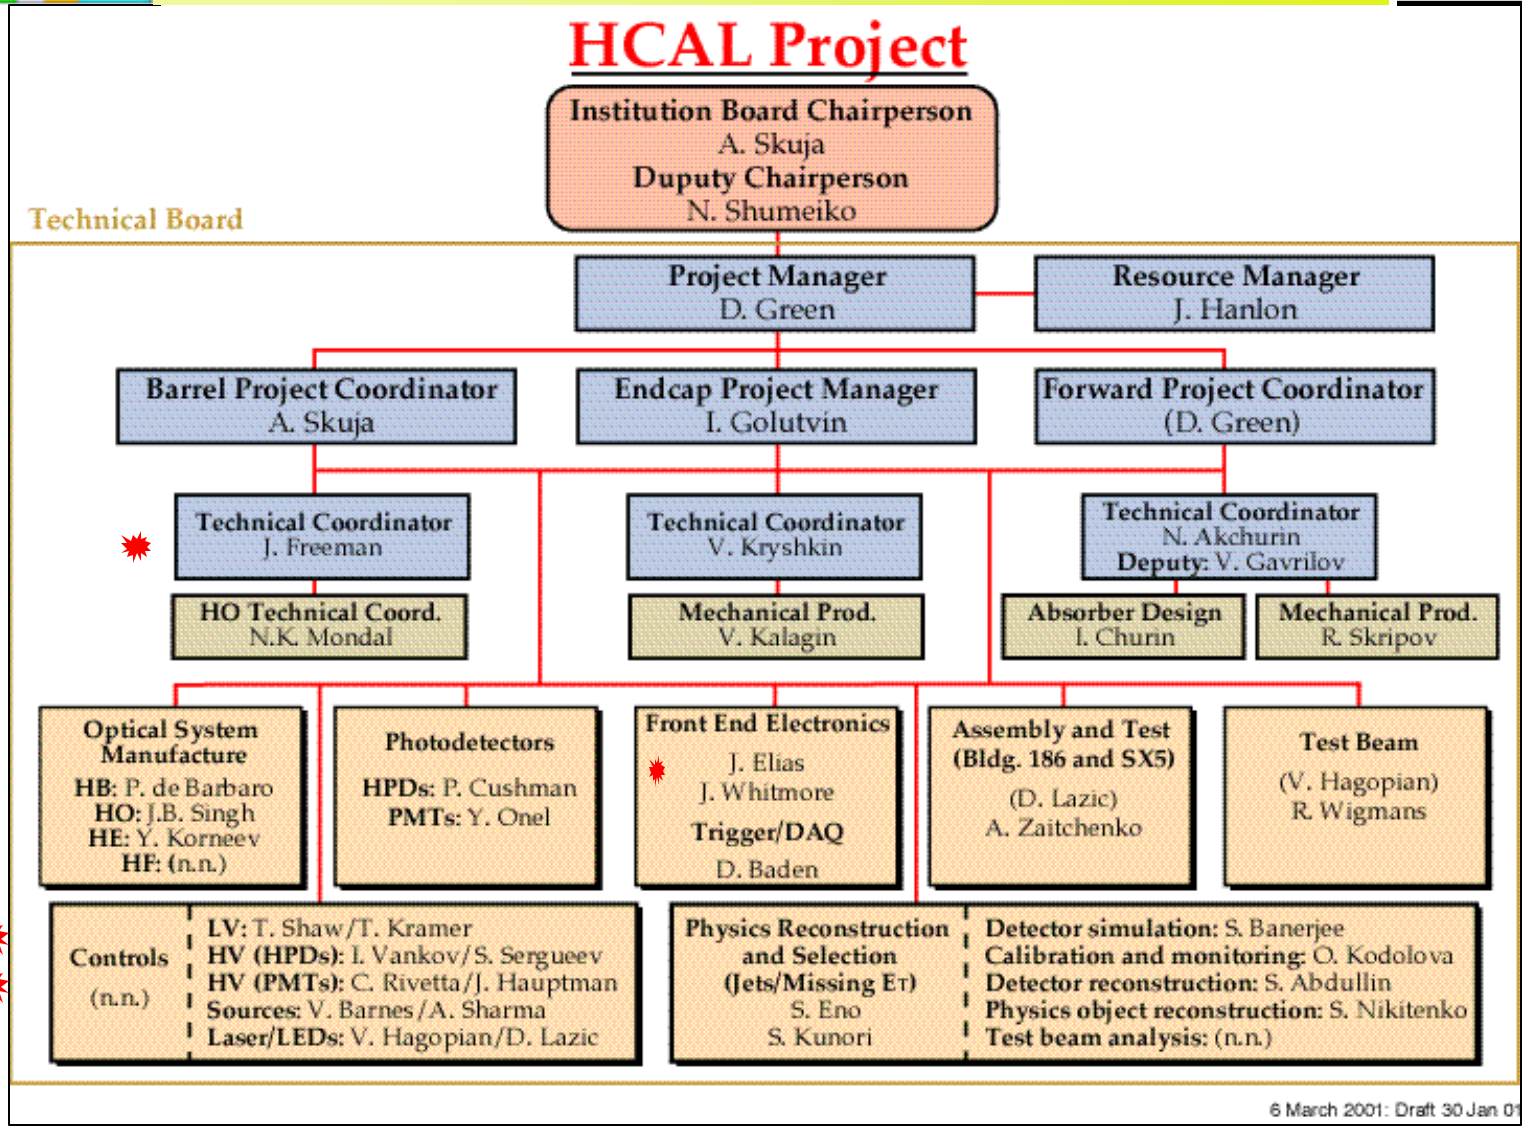 HCAL Project
Institution Board Chairperson
A. Skuja
Duputy Chairperson
N. Shumeiko
Technical Board
Project Manager
D. Green
Resource Manager
J. Hanlon
Barrel Project Coordinator
A. Skuja
Endcap Project Manager
I. Golutvin
Forward Project Coordinator
(D. Green)
Technical Coordinator
J. Freeman
Technical Coordinator
V. Kryshkin
Technical Coordinator
N. Akchurin
Deputy: V. Gavrilov
HO Technical Coord.
N.K. Mondal
Mechanical Prod.
V. Kalagin
Absorber Design
I. Churin
Mechanical Prod.
R. Skripov
Optical System
Manufacture
HB: P. de Barbaro
HO: J.B. Singh
HE: Y. Korneev
HF: (n.n.)
Photodetectors
HPDs: P. Cushman
PMTs: Y. Onel
Front End Electronics
J. Elias
J. Whitmore
Trigger/DAQ
D. Baden
Assembly and Test
(Bldg. 186 and SX5)
(D. Lazic)
A. Zaitchenko
Test Beam
(V. Hagopian)
R. Wigmans
Controls
(n.n.)
LV: T. Shaw/T. Kramer
HV (HPDs): I. Vankov/S. Sergueev
HV (PMTs): C. Rivetta/J. Hauptman
Sources: V. Barnes/A. Sharma
Laser/LEDs: V. Hagopian/D. Lazic
Physics Reconstruction
and Selection
(Jets/Missing ET)
S. Eno
S. Kunori
Detector simulation: S. Banerjee
Calibration and monitoring: O. Kodolova
Detector reconstruction: S. Abdullin
Physics object reconstruction: S. Nikitenko
Test beam analysis: (n.n.)
6 March 2001: Draft 30 Jan 01